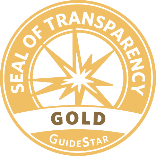 SEAL OF TRANSPARENCY
GOLD
GUIDESTAR